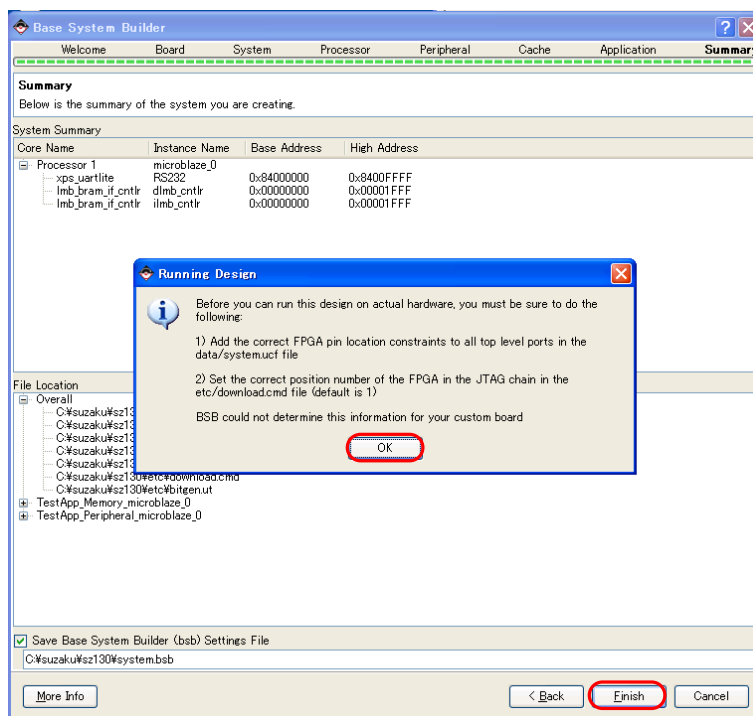 Base System Builder
Welcome Board System Processor Peripheral Cache Application Summary
Summary
Below is the summary of the system you are creating.
System Summary
Core Name Instance Name Base Address High Address
Processor 1 microblaze_0
xps_uartlite RS232 0x84000000 0x8400FFFF
lmb_bram_if_cntlr dlmb_cntlr 0x00000000 0x00001FFF
lmb_bram_if_cntlr ilmb_cntlr 0x00000000 0x00001FFF
Running Design
Before you can run this design on actual hardware, you must be sure to do the
following:
1) Add the correct FPGA pin location constraints to all top level ports in the
data/system.ucf file
2) Set the correct position number of the FPGA in the JTAG chain in the
etc/download.cmd file (default is 1)
BSB could not determine this information for your custom board
OK
File Location
Overall
C:¥suzaku¥sz13
C:¥suzaku¥sz13
C:¥suzaku¥sz13
C:¥suzaku¥sz13
C:¥suzaku¥sz13
C:¥suzaku¥sz130¥etc¥download.cmd
C:¥suzaku¥sz130¥etc¥bitgen.ut
TestApp_Memory_microblaze_0
TestApp_Peripheral_microblaze_0
Save Base System Builder (bsb) Settings File
C:¥suzaku¥sz130¥system.bsb
More Info < Back Finish Cancel